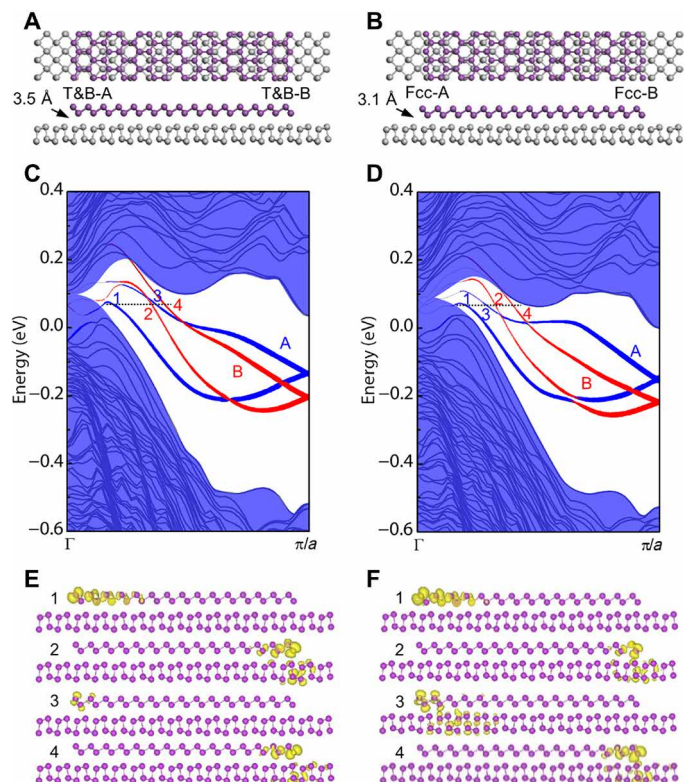 A
B
T&B-A
T&B-B
Fcc-A
Fcc-B
3.5 Å
3.1 Å
C
D
0.4
0.2
0.0
−0.2
−0.4
−0.6
Energy (eV)
1
3
4
2
A
B
Γ
π/a
0.4
0.2
0.0
−0.2
−0.4
−0.6
Energy (eV)
1
2
3
4
A
B
Γ
π/a
E
F
1
2
3
4
1
2
3
4